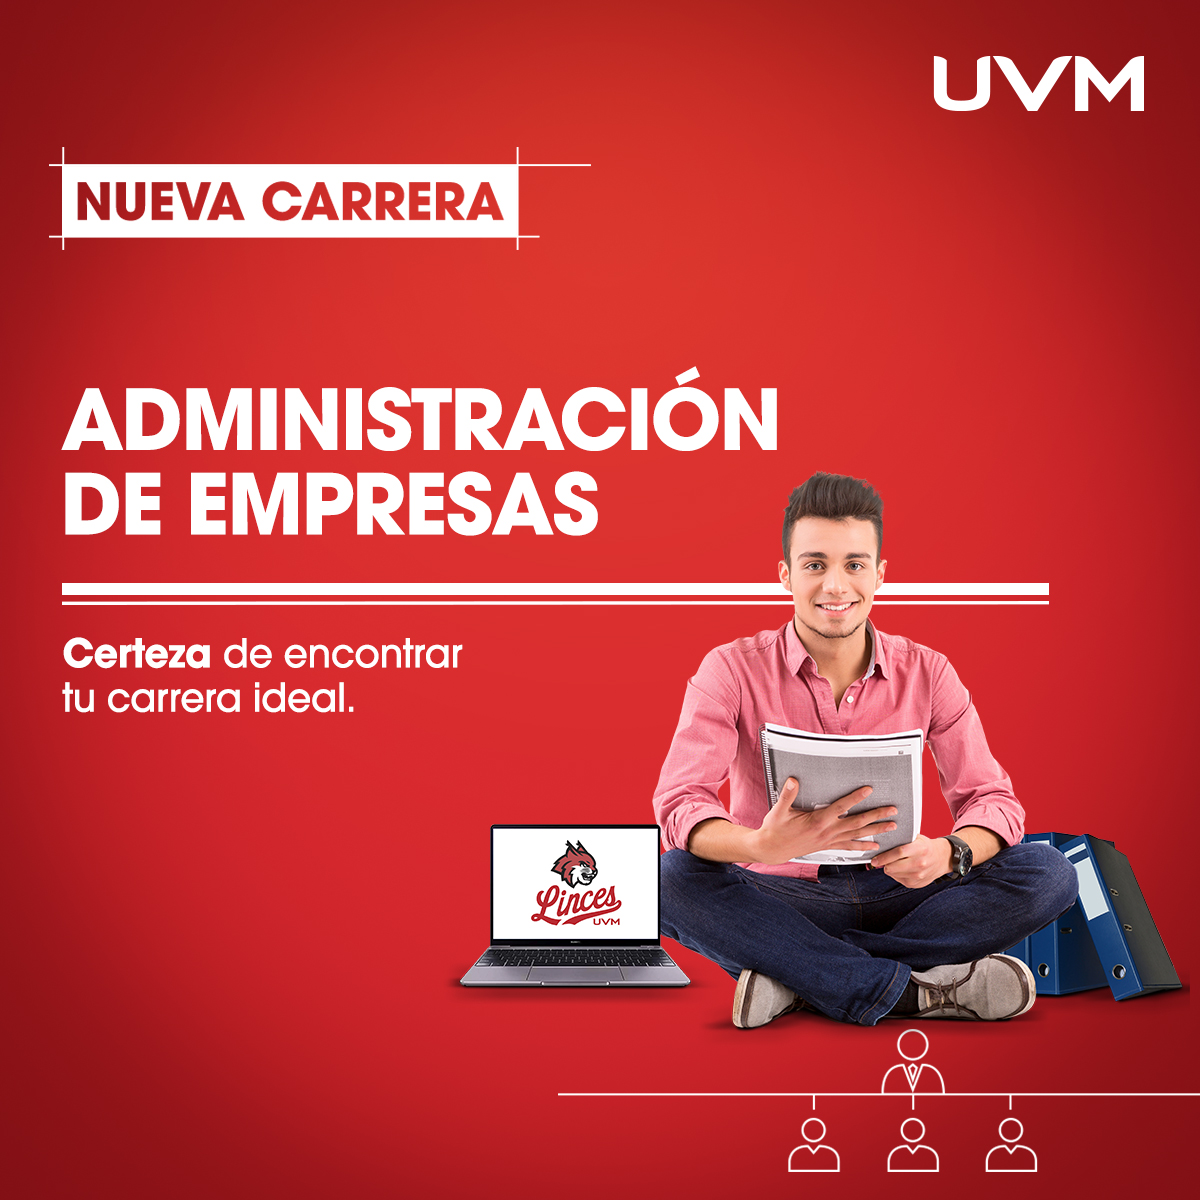 UVM
NUEVA CARRERA
ADMINISTRACIÓN
DE EMPRESAS
Certeza de encontrar
tu carrera ideal.
Linces
UVM